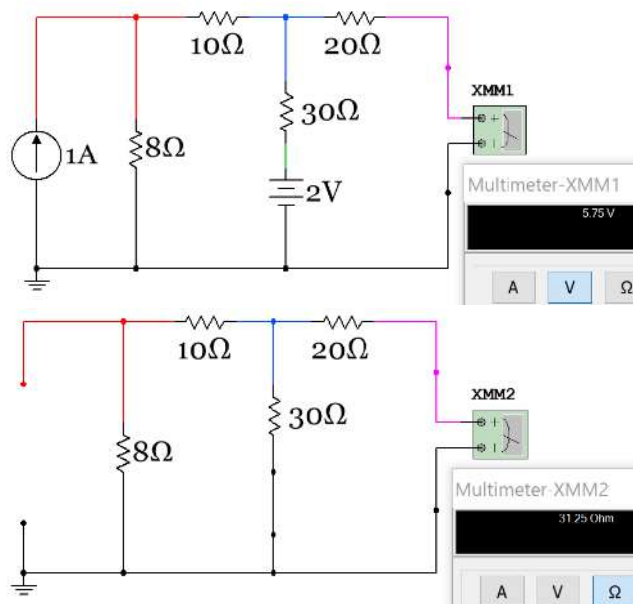 10Ω 20Ω
XMM1
30Ω
1A 8Ω
2V
Multimeter-XMM1
5.75 V
A V Ω
10Ω 20Ω
XMM2
30Ω
8Ω
Multimeter-XMM2
31.25 Ohm
A V Ω